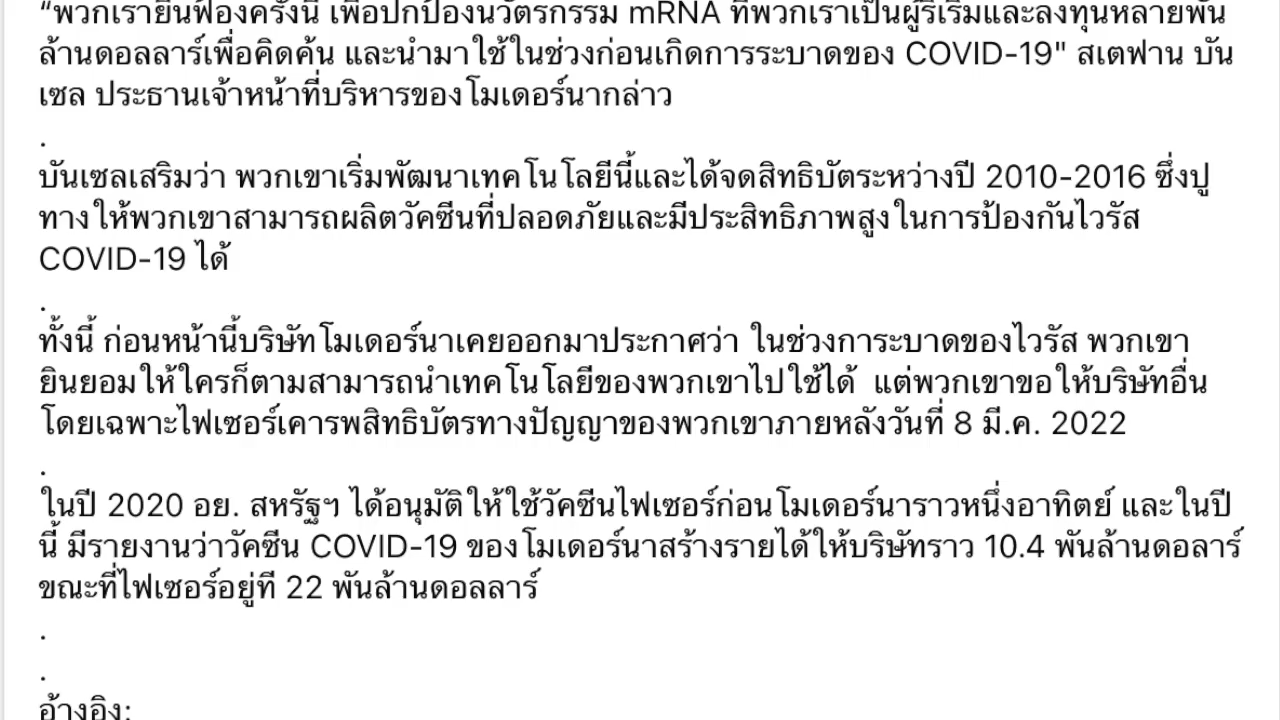 “พวกเรายื่นฟ้องครั้งนี้ เพื่อปกป้องนวัตรกรรม mRNA ที่พวกเราเป็นผู้ริเริ่มและลงทุนหลายพัน
ล้านดอลลาร์เพื่อคิดค้น และนำมาใช้ในช่วงก่อนเกิดการระบาดของ COVID-19" สเตฟาน บัน
เซล ประธานเจ้าหน้าที่บริหารของโมเดอร์นากล่าว
.
บันเซลเสริมว่า พวกเขาเริ่มพัฒนาเทคโนโลยีนี้และได้จดสิทธิบัตระหว่างปี 2010-2016 ซึ่งปู
ทางให้พวกเขาสามารถผลิตวัคซีนที่ปลอดภัยและมีประสิทธิภาพสูงในการป้องกันไวรัส
COVID-19 ได้
.
ทั้งนี้ ก่อนหน้านี้บริษัทโมเดอร์นาเคยออกมาประกาศว่า ในช่วงการะบาดของไวรัส พวกเขา
ยินยอมให้ใครก็ตามสามารถนำเทคโนโลยีของพวกเขาไปใช้ได้ แต่พวกเขาขอให้บริษัทอื่น
โดยเฉพาะไฟเซอร์เคารพสิทธิบัตรทางปัญญาของพวกเขาภายหลังวันที่ 8 มี.ค. 2022
.
ในปี 2020 อย. สหรัฐฯ ได้อนุมัติให้ใช้วัคซีนไฟเซอร์ก่อนโมเดอร์นาราวหนึ่งอาทิตย์ และในปี
นี้ มีรายงานว่าวัคซีน COVID-19 ของโมเดอร์นาสร้างรายได้ให้บริษัทราว 10.4 พันล้านดอลาร์
ขณะที่ไฟเซอร์อยู่ที 22 พันล้านดอลลาร์
.
.
อ้างอิง: